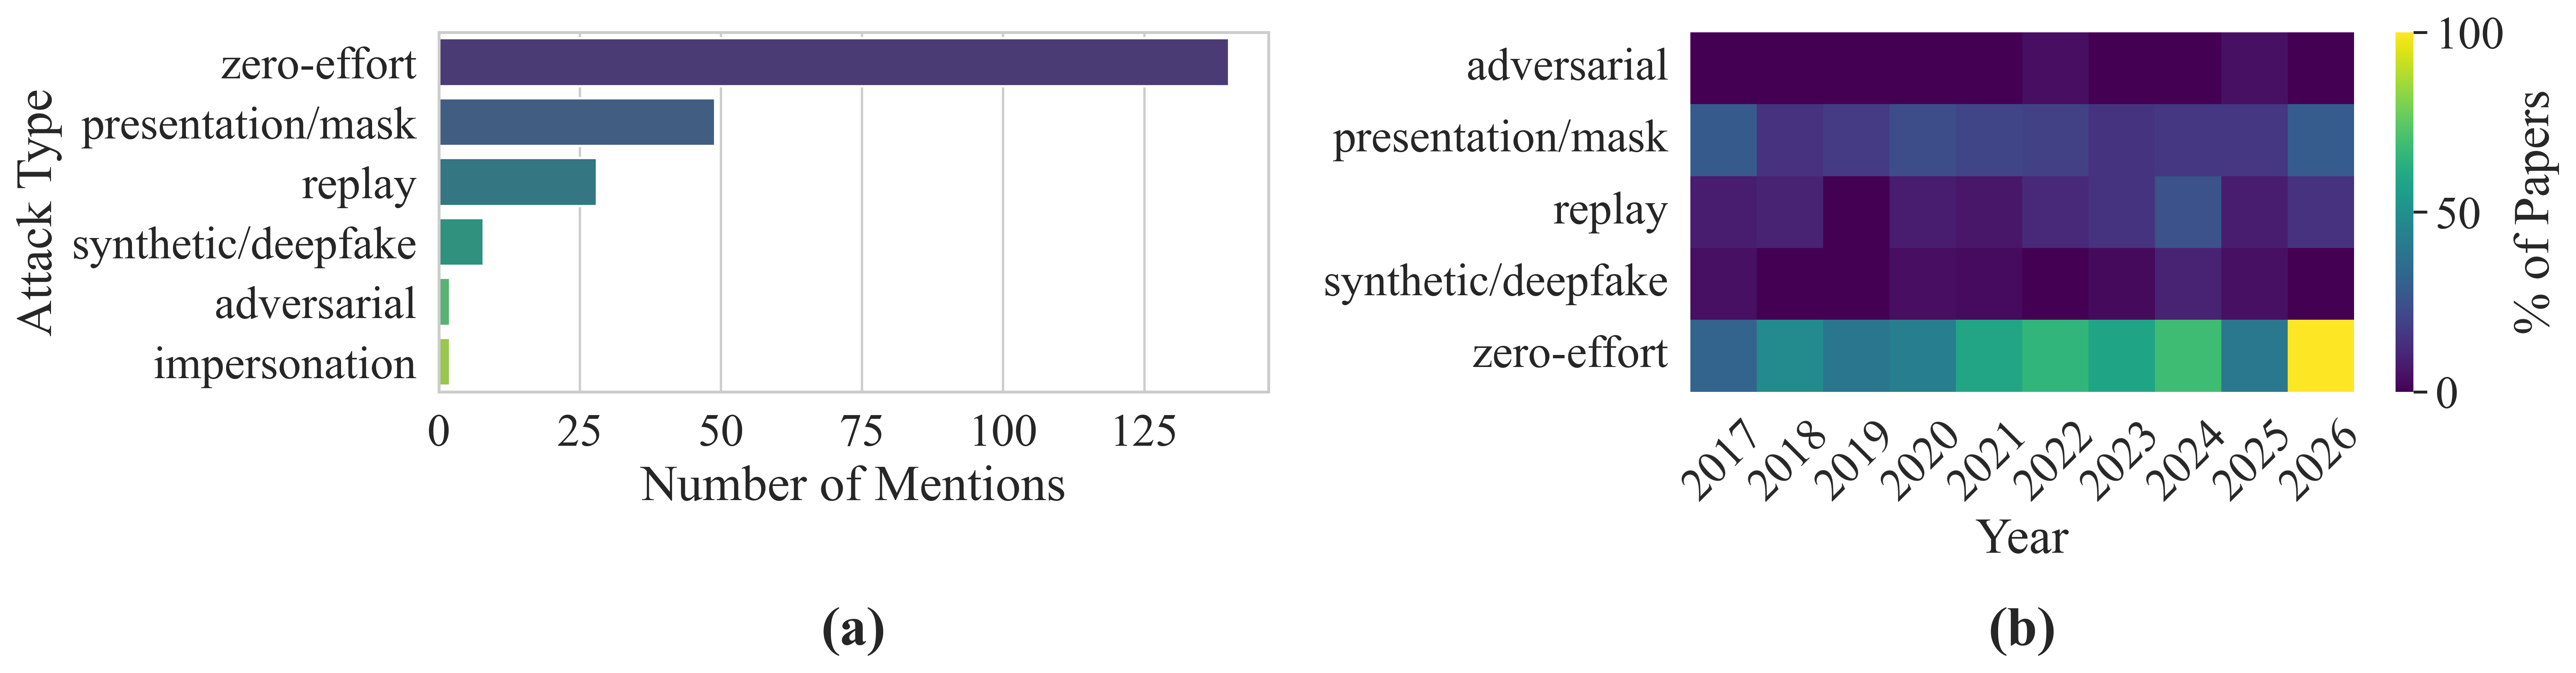 Attack Type
zero-effort
presentation/mask
replay
synthetic/deepfake
adversarial
impersonation
0 25 50 75 100 125
Number of Mentions
(a)
adversarial
presentation/mask
replay
synthetic/deepfake
zero-effort
2017 2018 2019 2020 2021 2022 2023 2024 2025 2026
Year
100
50
0
% of Papers
(b)